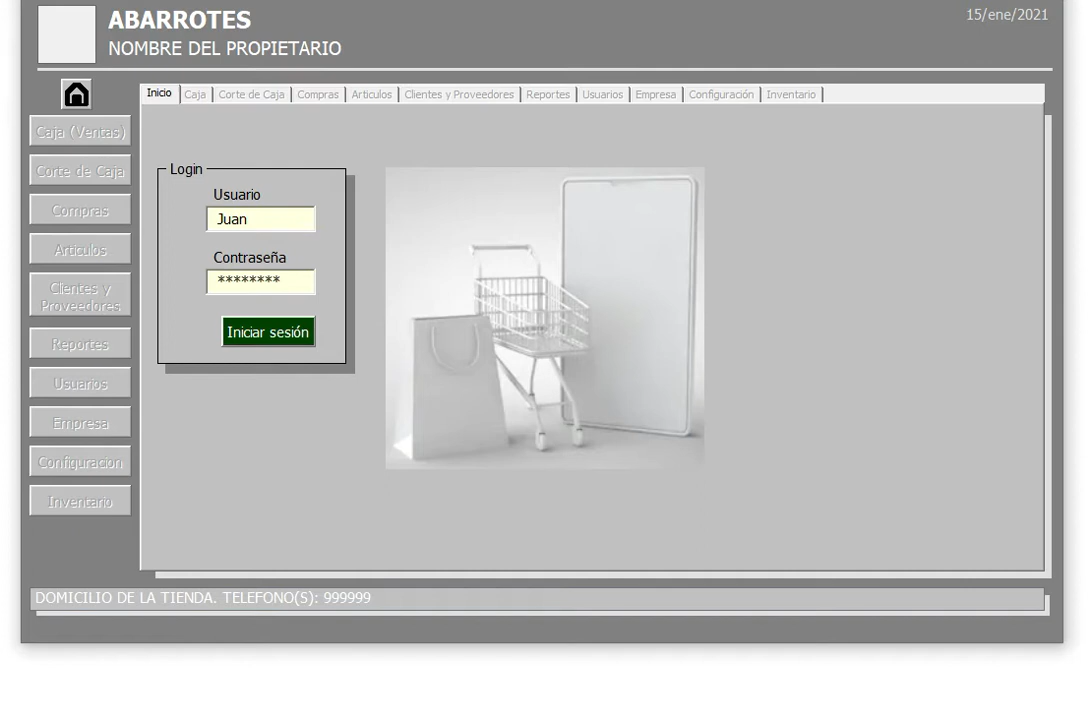 ABARROTES
15/ene/2021
NOMBRE DEL PROPIETARIO
Inicio
Caja
Corte de Caja
Compras
Articulos
Clientes y Proveedores
Reportes
Usuarios
Empresa
Configuración
Inventario
Caja (Ventas)
Corte de Caja
Compras
Articulos
Clientes y
Proveedores
Reportes
Usuarios
Empresa
Configuracion
Inventario
Login
Usuario
Juan
Contraseña
********
Iniciar sesión
DOMICILIO DE LA TIENDA. TELEFONO(S): 999999